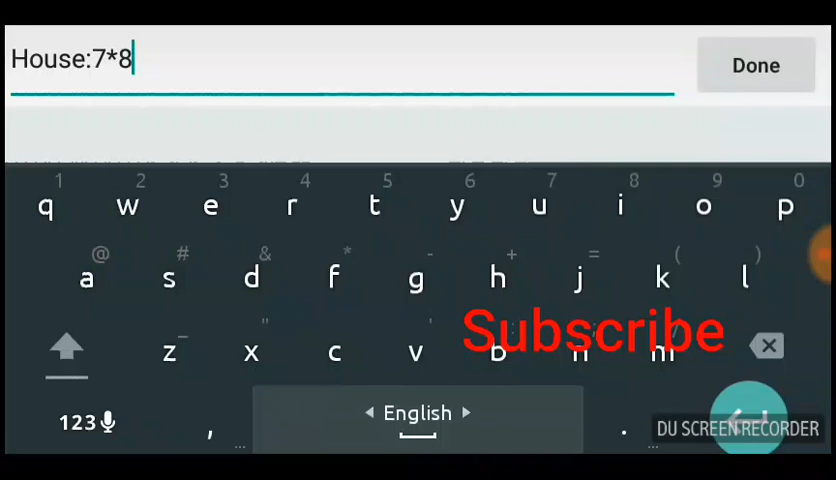 House:7*8
Done
1 2 3 4 5 6 7 8 9 0
q w e r t y u i o p
@ # & * - + = ( )
a s d f g h j k l
_ " ' : ; /
z x c v b n m
Subscribe
123 , English .
... ...
DU SCREEN RECORDER